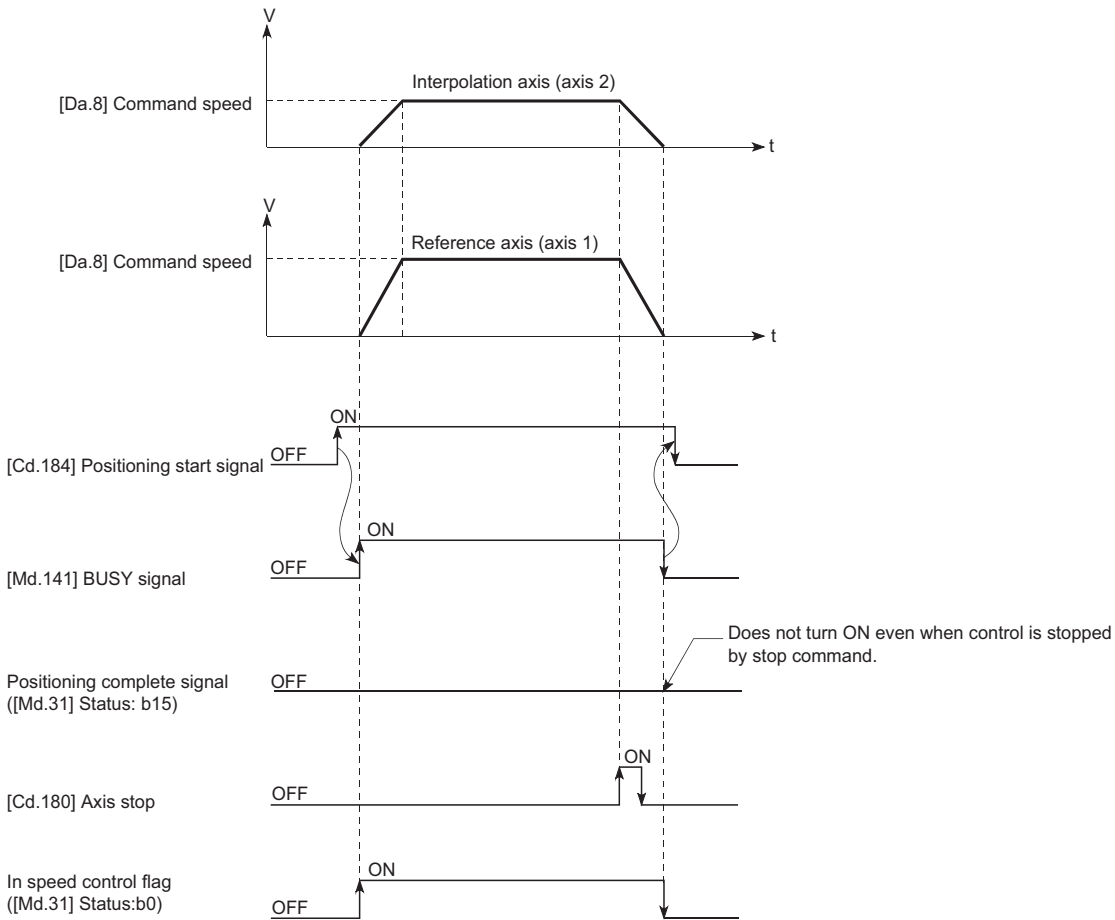 V
Interpolation axis (axis 2)
[Da.8] Command speed
t
V
Reference axis (axis 1)
[Da.8] Command speed
t
ON
OFF
[Cd.184] Positioning start signal
ON
OFF
[Md.141] BUSY signal
Does not turn ON even when control is stopped
by stop command.
Positioning complete signal
OFF
([Md.31] Status: b15)
ON
OFF
[Cd.180] Axis stop
ON
In speed control flag
([Md.31] Status:b0)
OFF